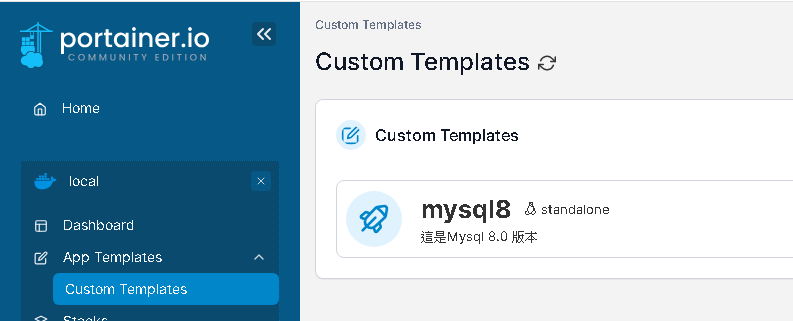 portainer.io
COMMUNITY EDITION
Home
local
Dashboard
App Templates
Custom Templates
Stacks
Custom Templates
Custom Templates
Custom Templates
mysql8 standalone
這是Mysql 8.0 版本